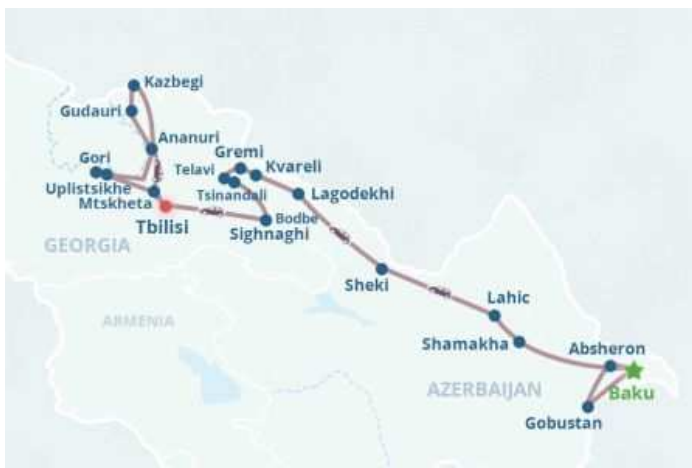 Kazbegi
Gudauri
Ananuri
Gori
Gremi
Telavi
Kvareli
Uplistsikhe
Tsinandali
Lagodekhi
Mtskheta
Bodbe
Tbilisi
Sighnaghi
GEORGIA
Sheki
Lahic
ARMENIA
Shamakha
Absheron
AZERBAIJAN
Baku
Gobustan